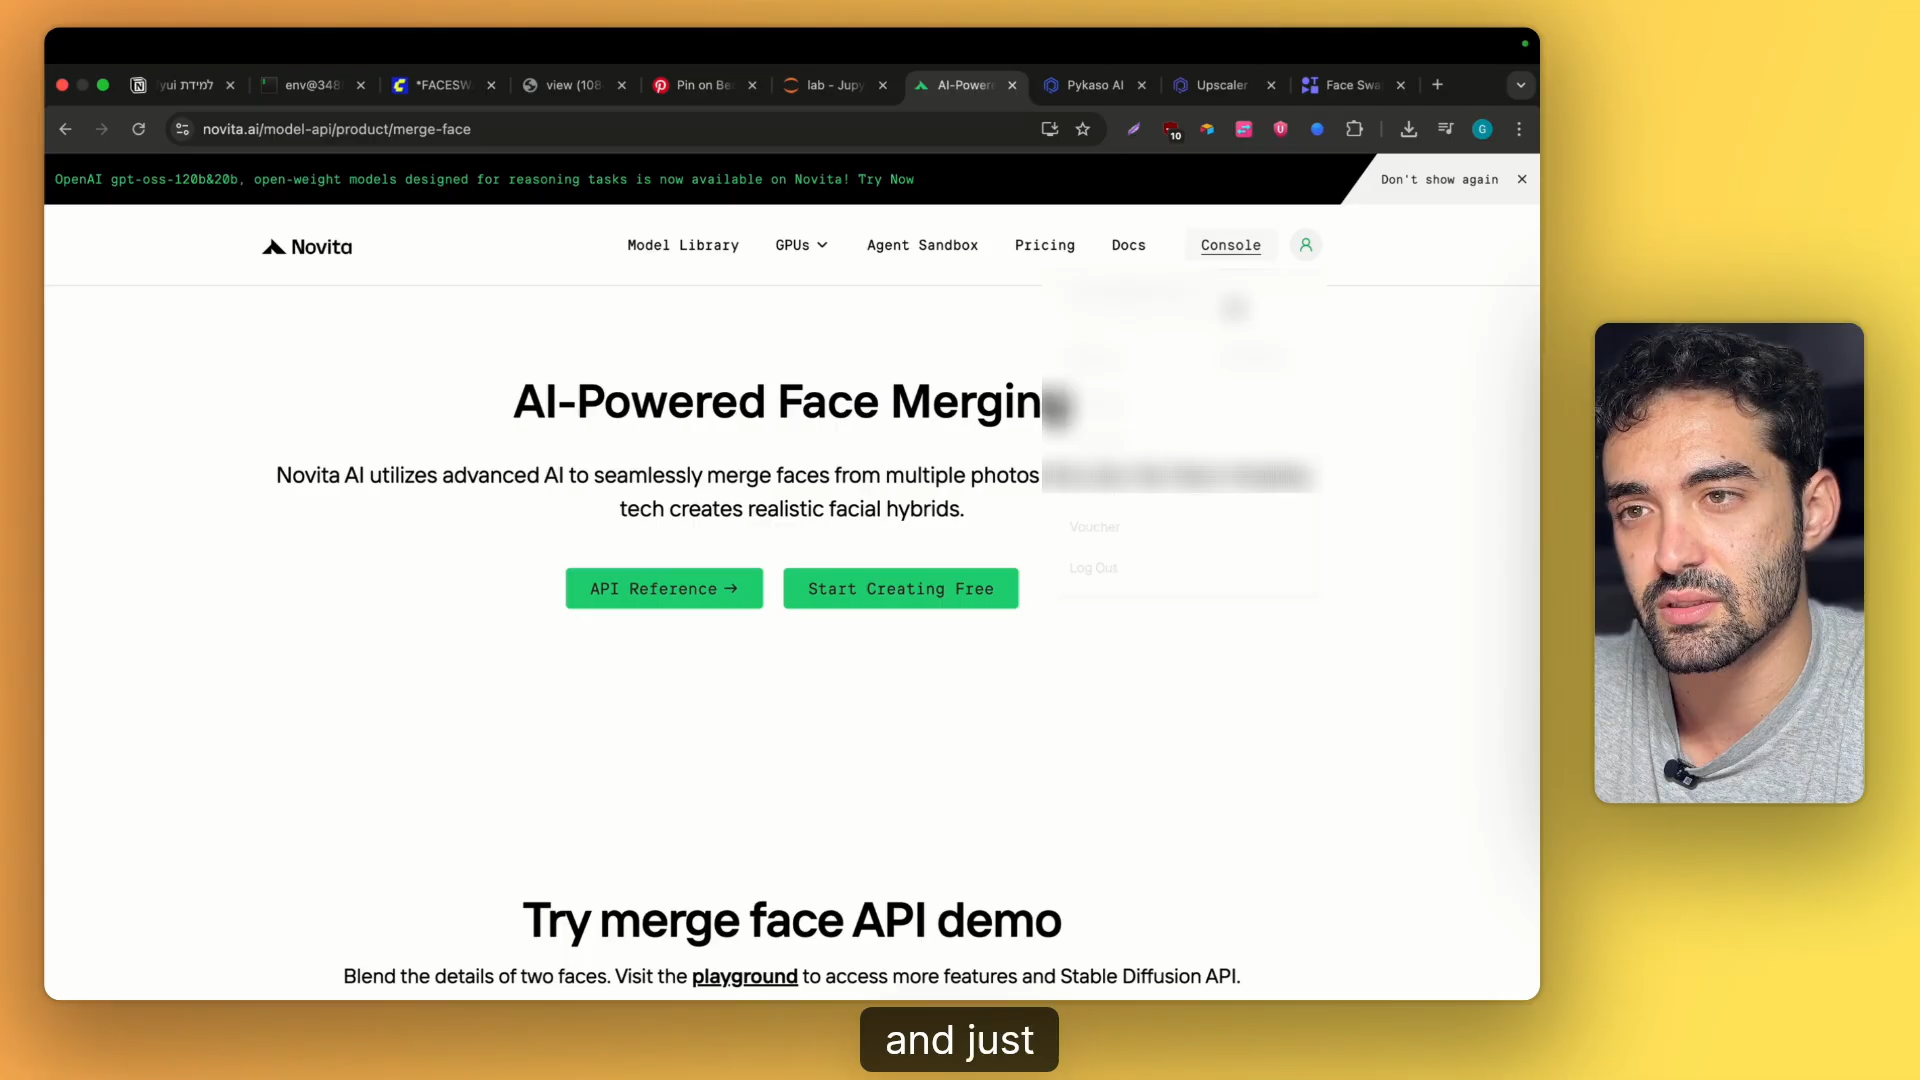 יyui למידת
env@348
*FACESW
view (108
Pin on Be
lab - Jupy
AI-Power
Pykaso AI
Upscaler
Face Swa
novita.ai/model-api/product/merge-face
10
U
G
OpenAI gpt-oss-120b&20b, open-weight models designed for reasoning tasks is now available on Novita! Try Now
Don't show again
Novita
Model Library
GPUs
Agent Sandbox
Pricing
Docs
Console
AI-Powered Face Merging
Novita AI utilizes advanced AI to seamlessly merge faces from multiple photos
tech creates realistic facial hybrids.
Voucher
Log Out
API Reference →
Start Creating Free
Try merge face API demo
Blend the details of two faces. Visit the playground to access more features and Stable Diffusion API.
and just